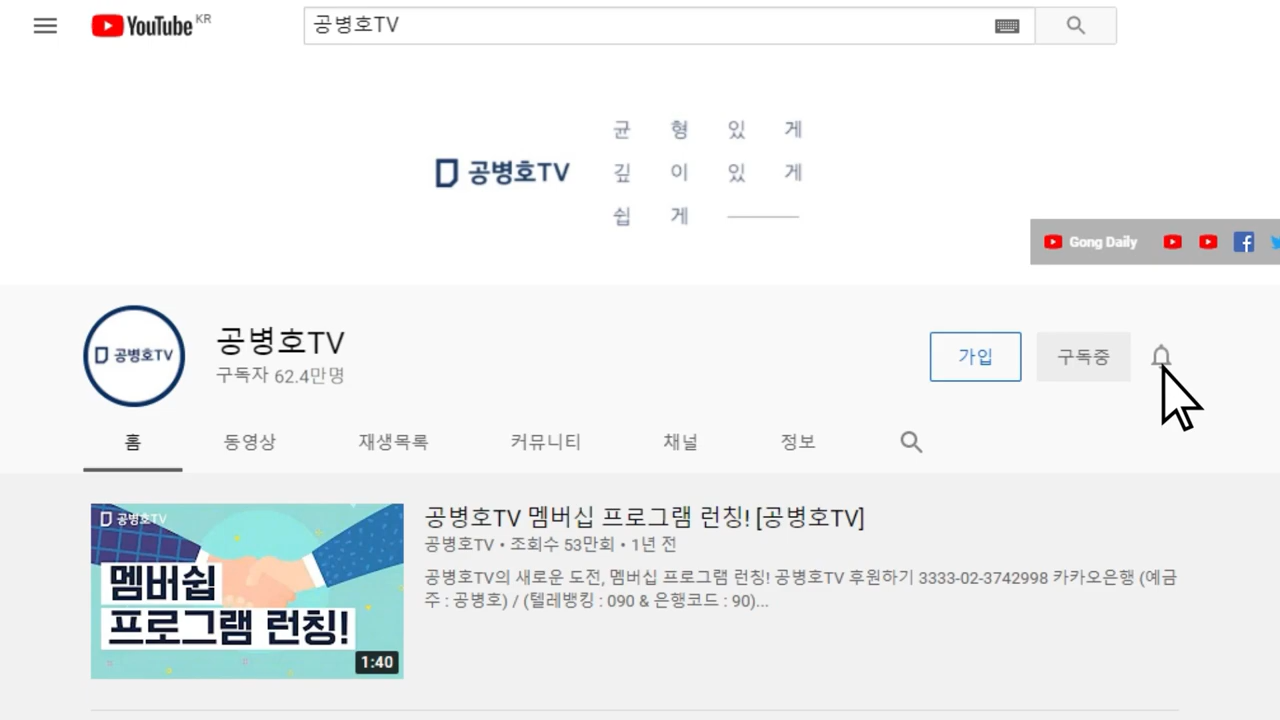 YouTube KR
공병호TV
균 형 있 게
공병호TV
깊 이 있 게
쉽 게
Gong Daily
공병호TV
공병호TV
구독자 62.4만명
가입
구독중
홈
동영상
재생목록
커뮤니티
채널
정보
공병호TV
멤버쉽
프로그램 런칭!
1:40
공병호TV 멤버십 프로그램 런칭! [공병호TV]
공병호TV • 조회수 53만회 • 1년 전
공병호TV의 새로운 도전, 멤버십 프로그램 런칭! 공병호TV 후원하기 3333-02-3742998 카카오은행 (예금
주 : 공병호) / (텔레뱅킹 : 090 & 은행코드 : 90)...